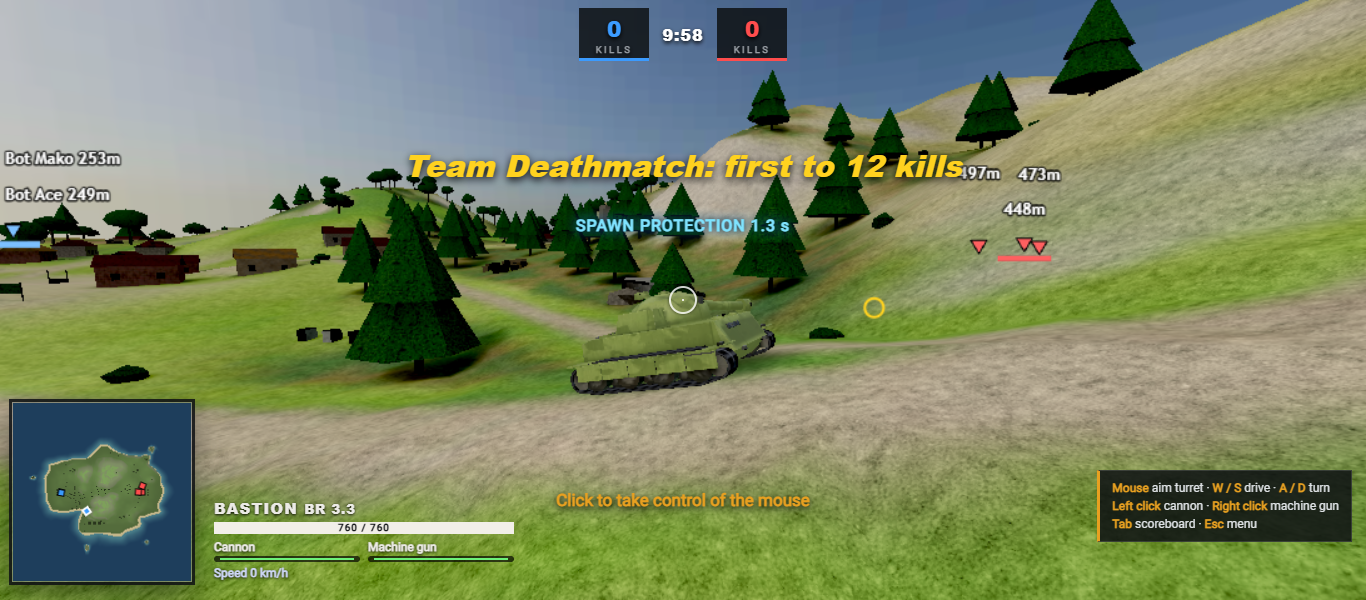 0
KILLS
9:58
0
KILLS
Bot Mako 253m
Bot Ace 249m
Team Deathmatch: first to 12 kills
497m
473m
448m
SPAWN PROTECTION 1.3 s
Click to take control of the mouse
BASTION BR 3.3
760 / 760
Cannon
Machine gun
Speed 0 km/h
Mouse aim turret · W / S drive · A / D turn
Left click cannon · Right click machine gun
Tab scoreboard · Esc menu